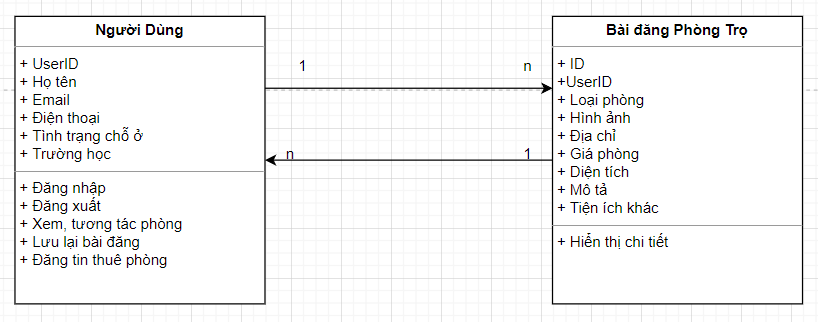 Người Dùng
+ UserID
+ Họ tên
+ Email
+ Điện thoại
+ Tình trạng chỗ ở
+ Trường học
+ Đăng nhập
+ Đăng xuất
+ Xem, tương tác phòng
+ Lưu lại bài đăng
+ Đăng tin thuê phòng
1
n
n
1
Bài đăng Phòng Trọ
+ ID
+UserID
+ Loại phòng
+ Hình ảnh
+ Địa chỉ
+ Giá phòng
+ Diện tích
+ Mô tả
+ Tiện ích khác
+ Hiển thị chi tiết